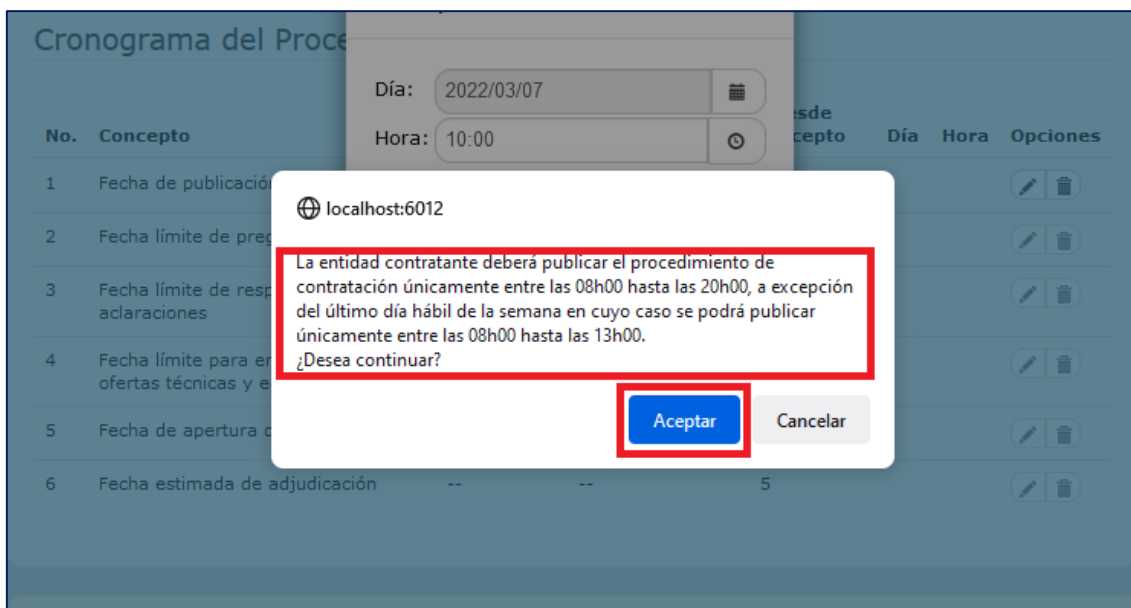 Cronograma del Proce
Día: 2022/03/07
Hora: 10:00
No. Concepto Día Hora Opciones
1 Fecha de publicación
2 Fecha límite de preg
3 Fecha límite de resp
aclaraciones
4 Fecha límite para en
ofertas técnicas y e
5 Fecha de apertura
6 Fecha estimada de adjudicación -- -- 5
localhost:6012
La entidad contratante deberá publicar el procedimiento de
contratación únicamente entre las 08h00 hasta las 20h00, a excepción
del último día hábil de la semana en cuyo caso se podrá publicar
únicamente entre las 08h00 hasta las 13h00.
¿Desea continuar?
Aceptar Cancelar